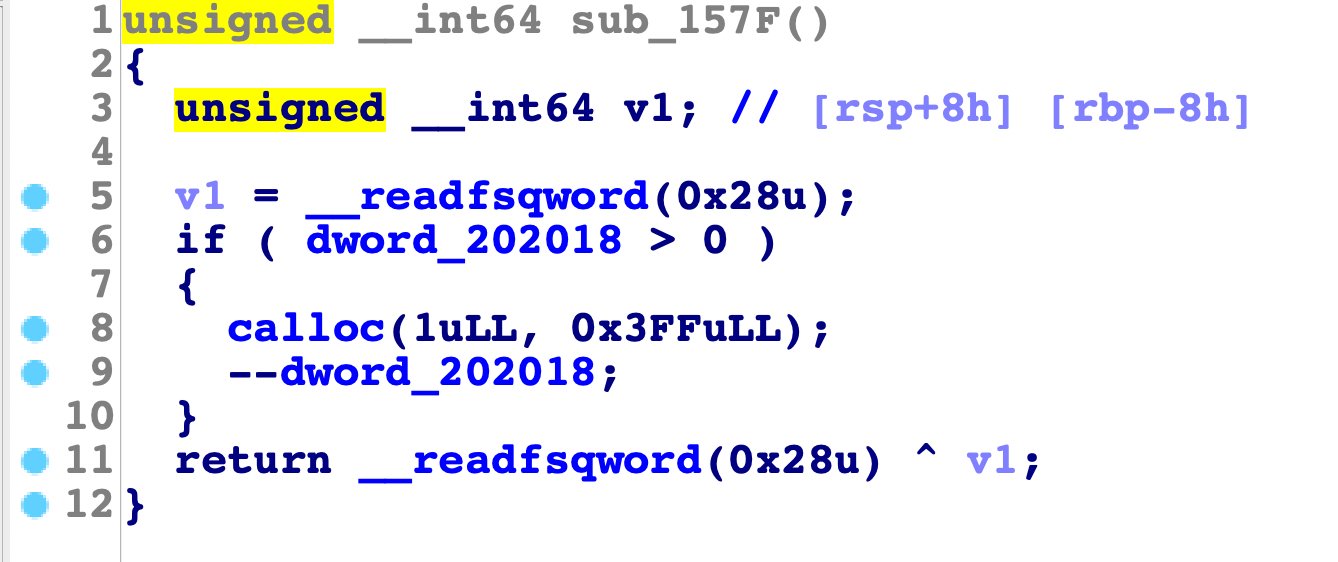 1 unsigned __int64 sub_157F()
2 {
3   unsigned __int64 v1; // [rsp+8h] [rbp-8h]
4
5   v1 = __readfsqword(0x28u);
6   if ( dword_202018 > 0 )
7   {
8     calloc(1uLL, 0x3FFuLL);
9     --dword_202018;
10   }
11   return __readfsqword(0x28u) ^ v1;
12 }